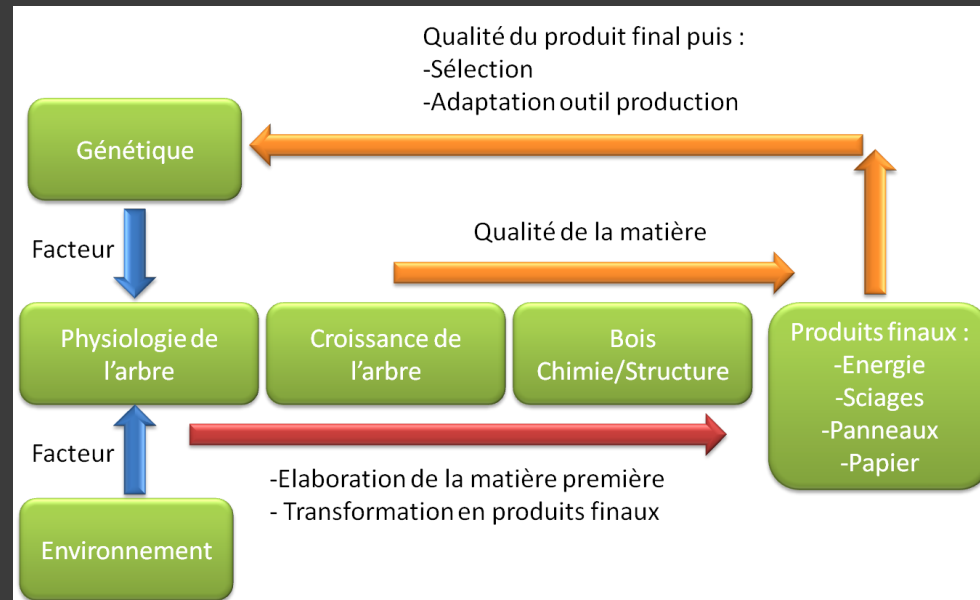 Qualité du produit final puis :
-Sélection
-Adaptation outil production
Génétique
Facteur
Qualité de la matière
Physiologie de
l'arbre
Croissance de
l'arbre
Bois
Chimie/Structure
Produits finaux :
-Energie
-Sciages
-Panneaux
-Papier
Facteur
-Elaboration de la matière première
- Transformation en produits finaux
Environnement